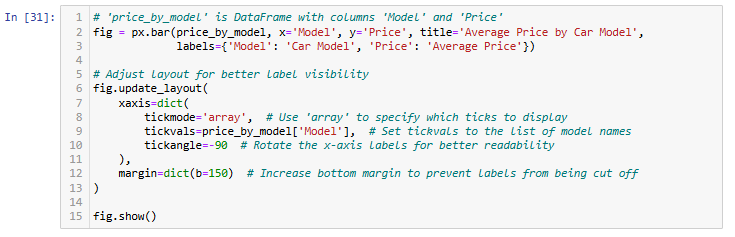 In [31]:
1 # 'price_by_model' is DataFrame with columns 'Model' and 'Price'
2 fig = px.bar(price_by_model, x='Model', y='Price', title='Average Price by Car Model',
3              labels={'Model': 'Car Model', 'Price': 'Average Price'})
4
5 # Adjust layout for better label visibility
6 fig.update_layout(
7     xaxis=dict(
8         tickmode='array',  # Use 'array' to specify which ticks to display
9         tickvals=price_by_model['Model'],  # Set tickvals to the list of model names
10         tickangle=-90  # Rotate the x-axis labels for better readability
11     ),
12     margin=dict(b=150)  # Increase bottom margin to prevent labels from being cut off
13 )
14
15 fig.show()